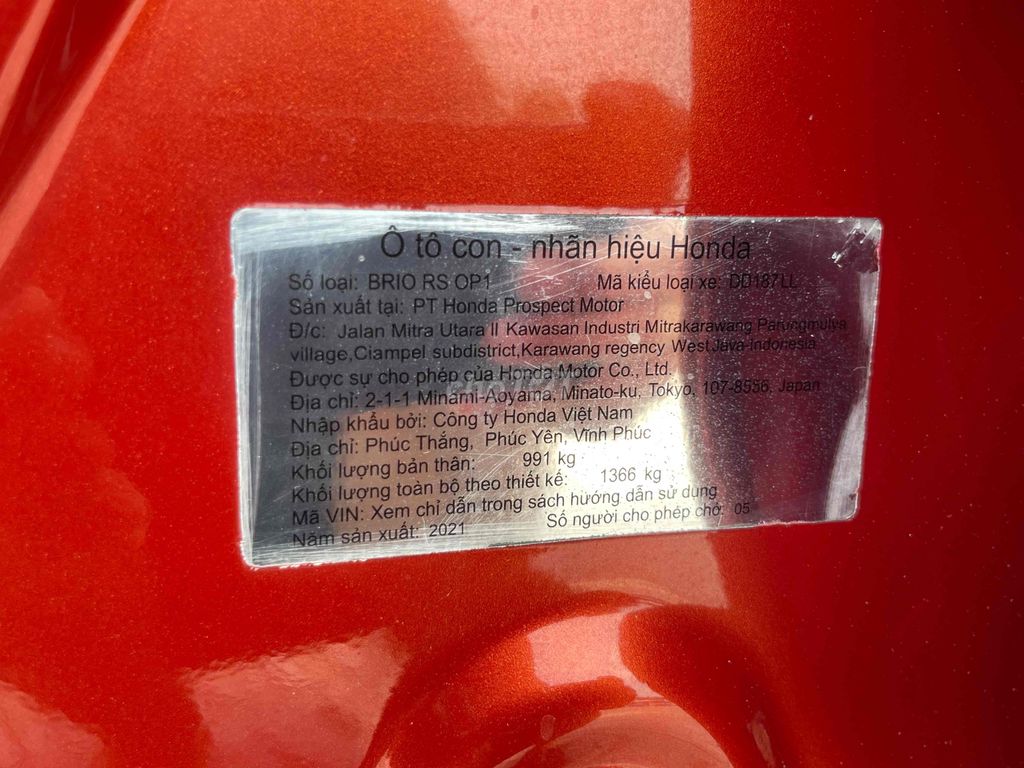 Ô tô con - nhãn hiệu Honda
Số loại: BRIO RS OP1 Mã kiểu loại xe: DD187LL
Sản xuất tại: PT Honda Prospect Motor
Đ/c: Jalan Mitra Utara II Kawasan Industri Mitrakarawang Parungmulya
village,Ciampel subdistrict,Karawang regency West Java-Indonesia
Được sự cho phép của Honda Motor Co., Ltd.
Địa chỉ: 2-1-1 Minami-Aoyama, Minato-ku, Tokyo, 107-8556, Japan
Nhập khẩu bởi: Công ty Honda Việt Nam
Địa chỉ: Phúc Thắng, Phúc Yên, Vĩnh Phúc
Khối lượng bản thân: 991 kg
Khối lượng toàn bộ theo thiết kế: 1366 kg
Mã VIN: Xem chỉ dẫn trong sách hướng dẫn sử dụng
Năm sản xuất: 2021 Số người cho phép chở: 05